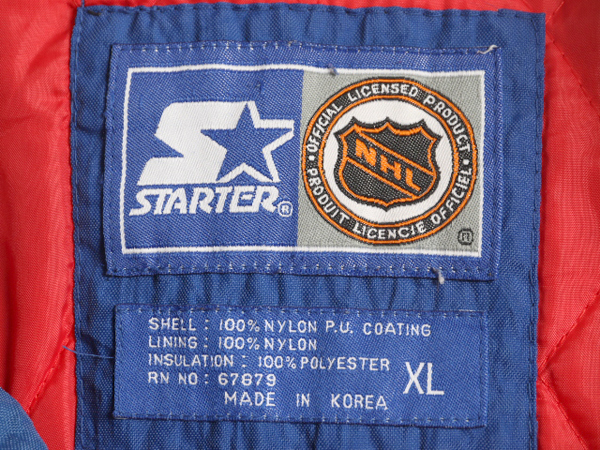 STARTER®
OFFICIAL LICENSED PRODUCT
NHL
PRODUIT LICENCIE OFFICIEL
®
SHELL : 100% NYLON P.U. COATING
LINING : 100% NYLON
INSULATION : 100% POLYESTER
RN NO : 67879
XL
MADE IN KOREA